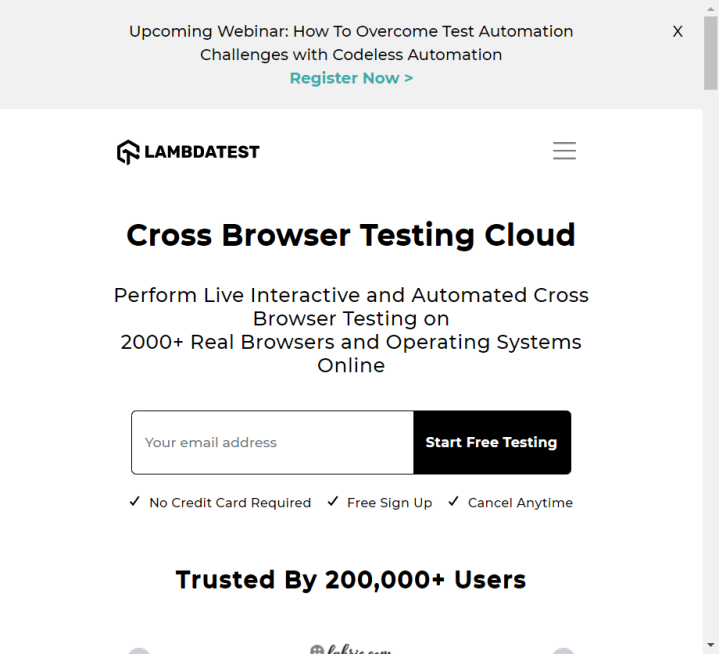 Upcoming Webinar: How To Overcome Test Automation
Challenges with Codeless Automation
Register Now >
X
LAMBDATEST
Cross Browser Testing Cloud
Perform Live Interactive and Automated Cross
Browser Testing on
2000+ Real Browsers and Operating Systems
Online
Your email address
Start Free Testing
✓ No Credit Card Required ✓ Free Sign Up ✓ Cancel Anytime
Trusted By 200,000+ Users
fabric.com